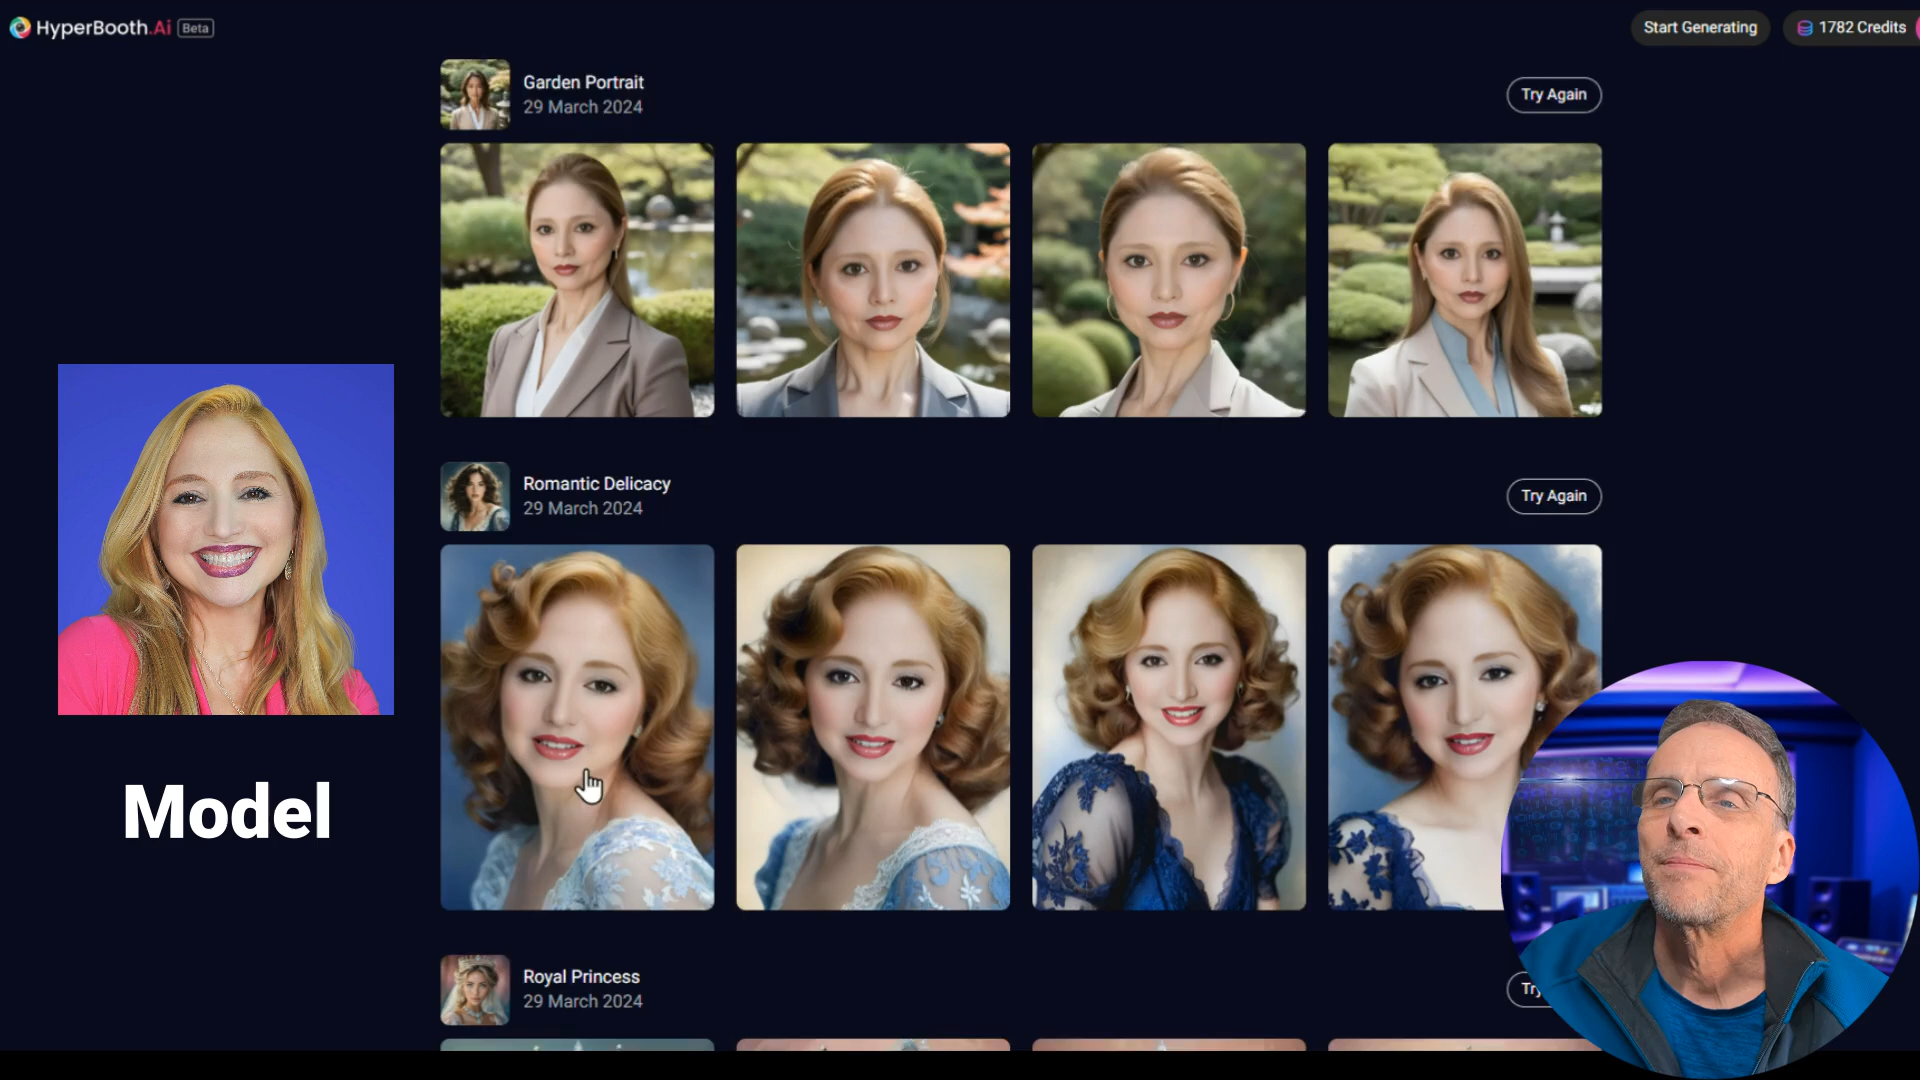 HyperBooth.Ai Beta
Start Generating
1782 Credits
Garden Portrait
29 March 2024
Try Again
Romantic Delicacy
29 March 2024
Try Again
Model
Royal Princess
29 March 2024